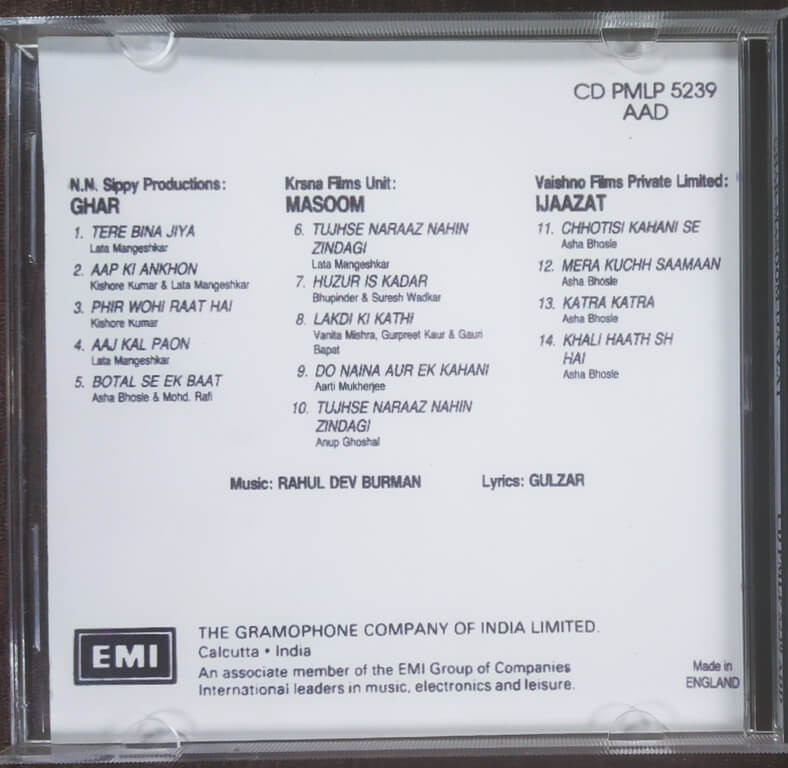 CD PMLP 5239
AAD
N.N. Sippy Productions:
GHAR
1. TERE BINA JIYA
Lata Mangeshkar
2. AAP KI ANKHON
Kishore Kumar & Lata Mangeshkar
3. PHIR WOHI RAAT HAI
Kishore Kumar
4. AAJ KAL PAON
Lata Mangeshkar
5. BOTAL SE EK BAAT
Asha Bhosle & Mohd. Rafi
Krsna Films Unit:
MASOOM
6. TUJHSE NARAAZ NAHIN
ZINDAGI
Lata Mangeshkar
7. HUZUR IS KADAR
Bhupinder & Suresh Wadkar
8. LAKDI KI KATHI
Vanita Mishra, Gurpreet Kaur & Gauri
Bapat
9. DO NAINA AUR EK KAHANI
Aarti Mukherjee
10. TUJHSE NARAAZ NAHIN
ZINDAGI
Anup Ghoshal
Vaishno Films Private Limited:
IJAAZAT
11. CHHOTISI KAHANI SE
Asha Bhosle
12. MERA KUCHH SAAMAAN
Asha Bhosle
13. KATRA KATRA
Asha Bhosle
14. KHALI HAATH SH
HAI
Asha Bhosle
Music: RAHUL DEV BURMAN
Lyrics: GULZAR
EMI
THE GRAMOPHONE COMPANY OF INDIA LIMITED.
Calcutta • India
An associate member of the EMI Group of Companies
International leaders in music, electronics and leisure.
Made in
ENGLAND